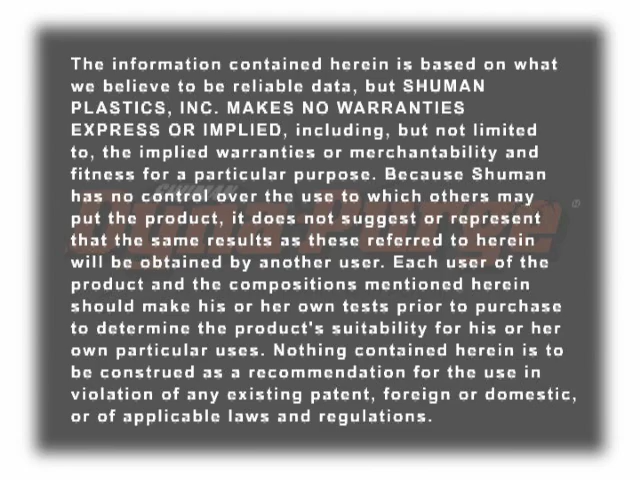 The information contained herein is based on what
we believe to be reliable data, but SHUMAN
PLASTICS, INC. MAKES NO WARRANTIES
EXPRESS OR IMPLIED, including, but not limited
to, the implied warranties or merchantability and
fitness for a particular purpose. Because Shuman
has no control over the use to which others may
put the product, it does not suggest or represent
that the same results as these referred to herein
will be obtained by another user. Each user of the
product and the compositions mentioned herein
should make his or her own tests prior to purchase
to determine the product's suitability for his or her
own particular uses. Nothing contained herein is to
be construed as a recommendation for the use in
violation of any existing patent, foreign or domestic,
or of applicable laws and regulations.
SHUMAN
Dyna-Purge ®